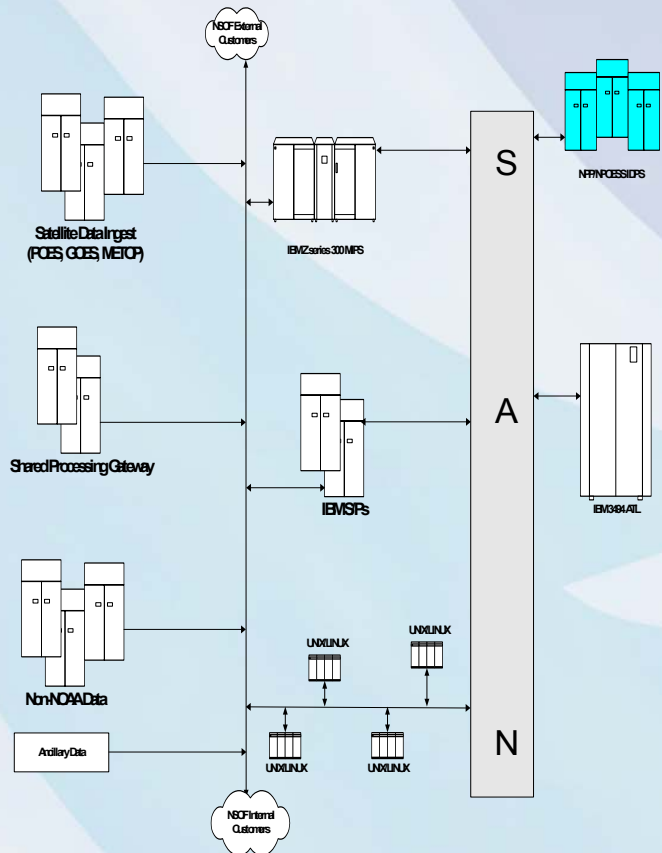 NSOF External
Customers
Satellite Data Ingest
(POES, GOES, METOP)
IBM Z series 300 MIPS
S
NPP/NPOESS IDPS
Shared Processing Gateway
IBM S/Ps
A
IBM 3494 ATL
Non-NOAA Data
UNIX/LINUX
UNIX/LINUX
Ancillary Data
UNIX/LINUX
UNIX/LINUX
N
NSOF Internal
Customers